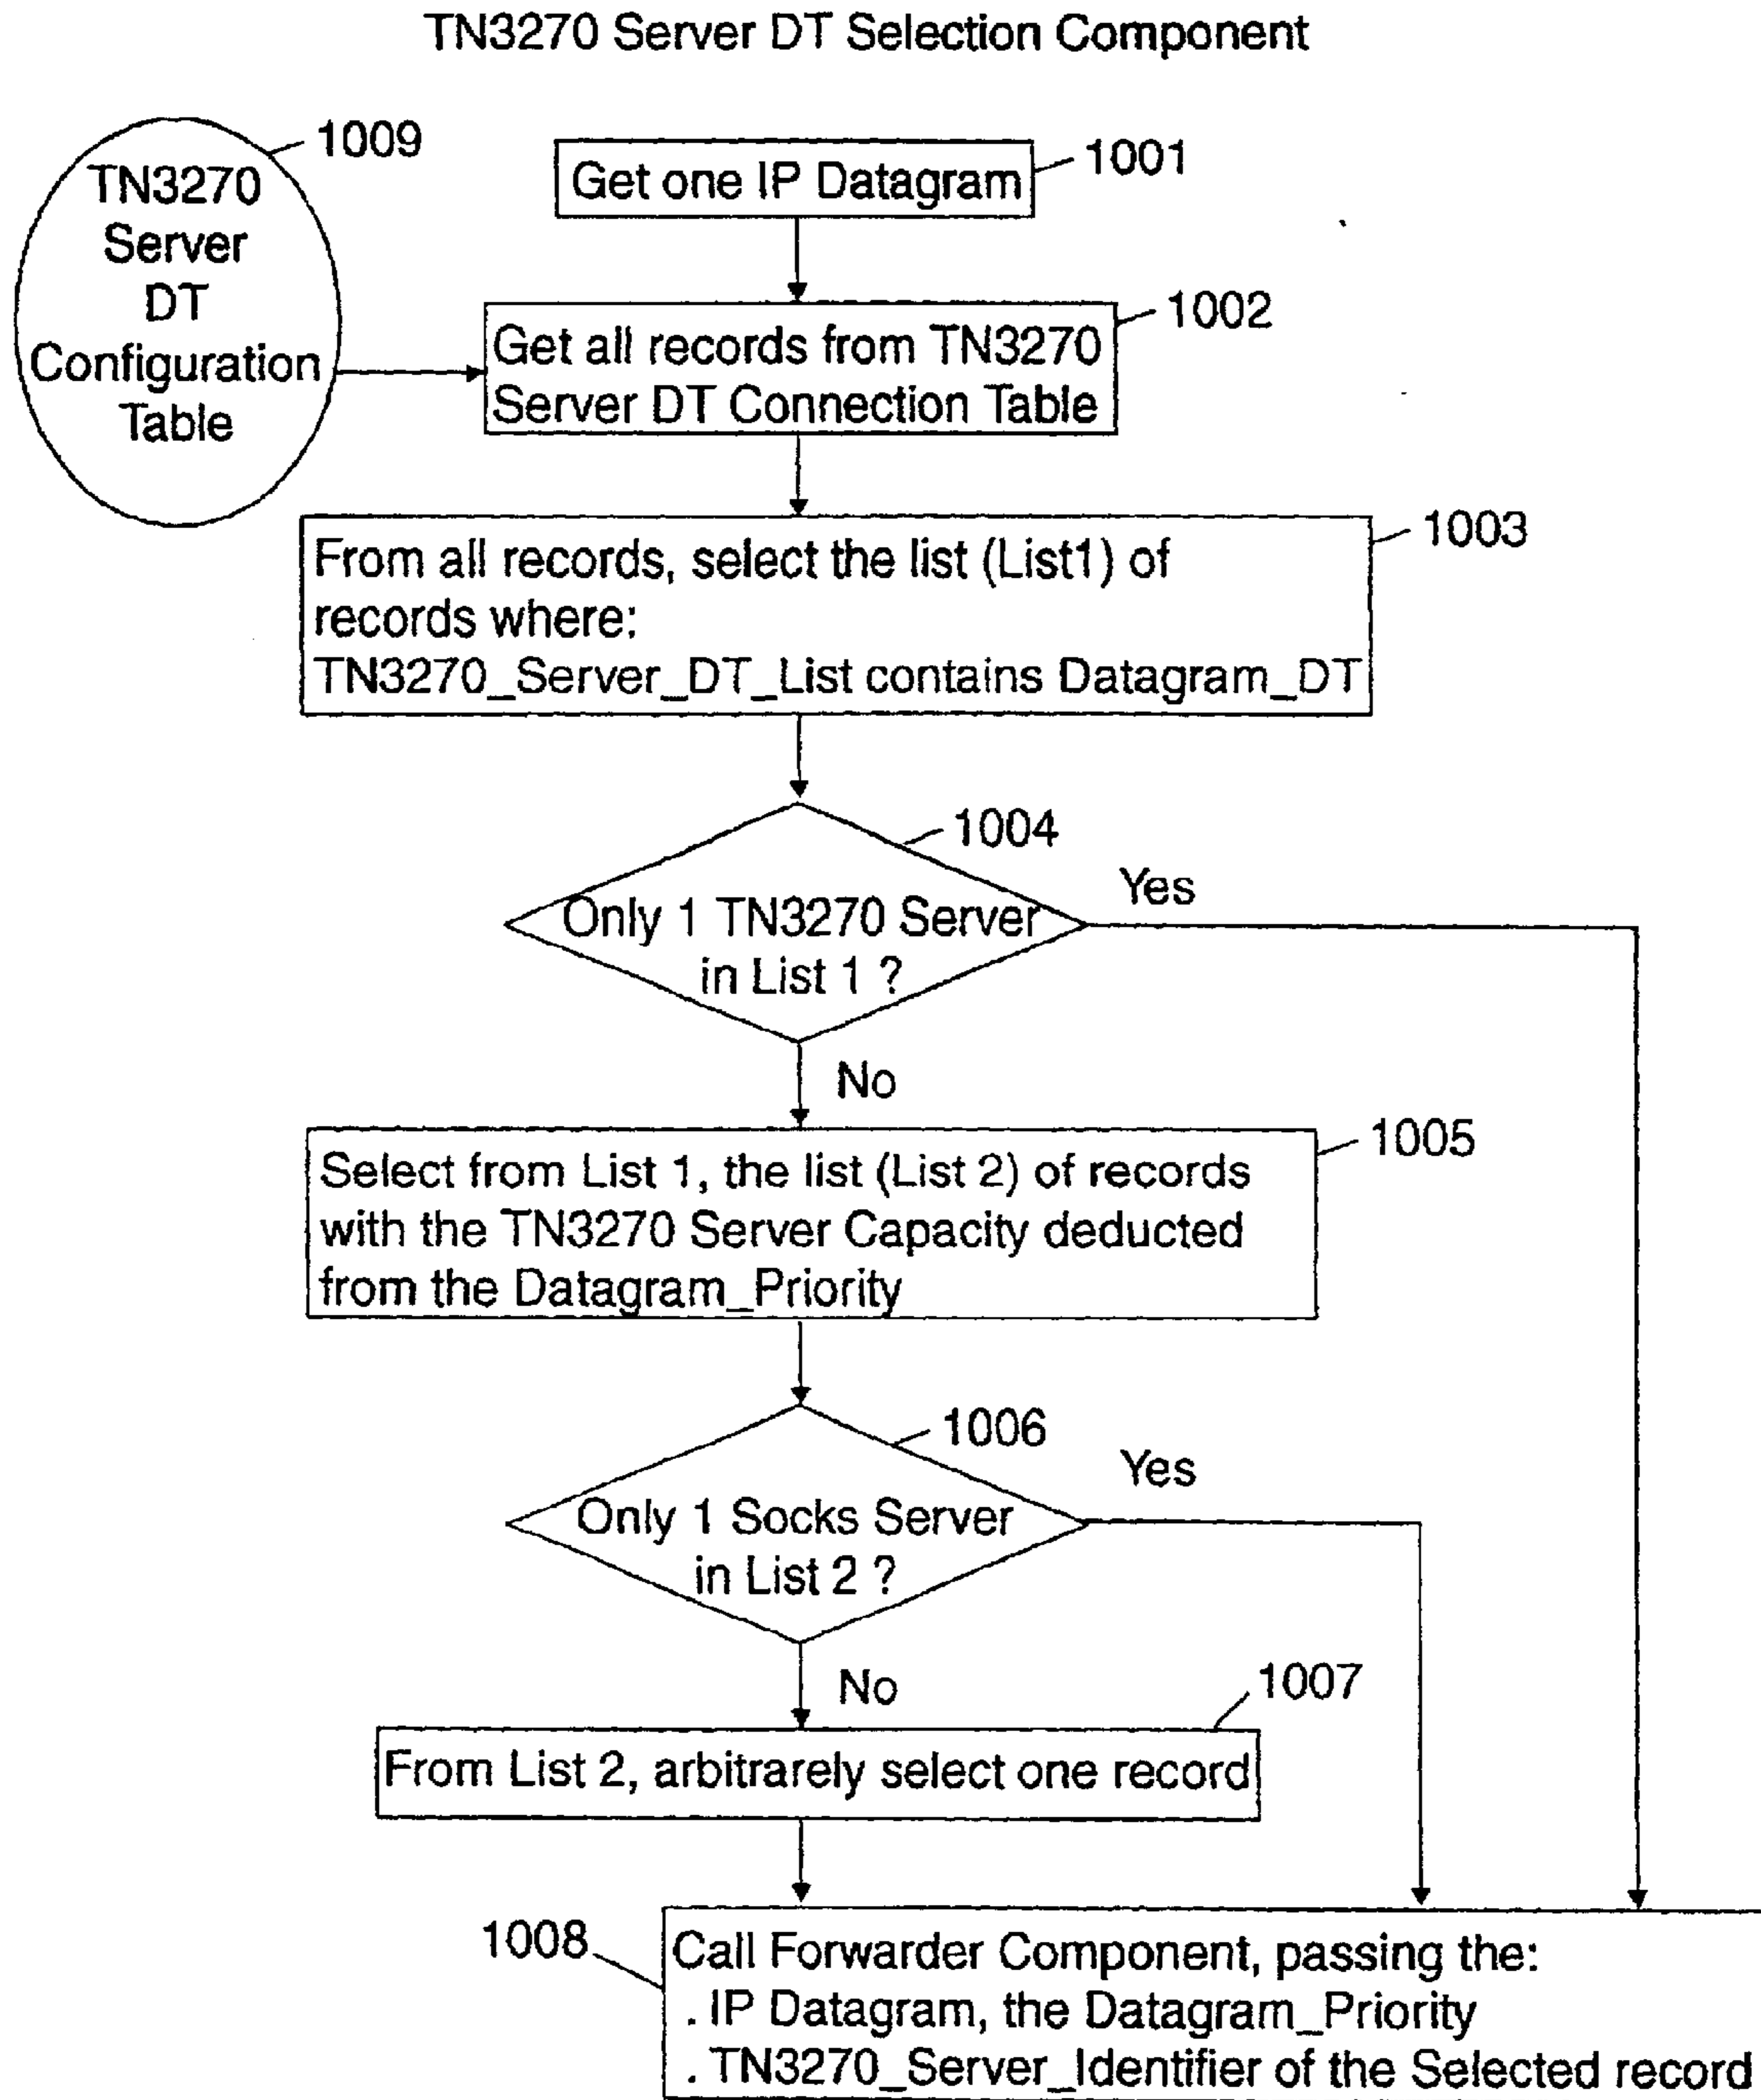 TN3270 Server DT Selection Component
1009
TN3270
Server
DT
Configuration
Table
1001
Get one IP Datagram
1002
Get all records from TN3270
Server DT Connection Table
1003
From all records, select the list (List1) of
records where:
TN3270_Server_DT_List contains Datagram_DT
1004
Only 1 TN3270 Server
in List 1 ?
Yes
No
1005
Select from List 1, the list (List 2) of records
with the TN3270 Server Capacity deducted
from the Datagram_Priority
1006
Only 1 Socks Server
in List 2 ?
Yes
No
1007
From List 2, arbitrarely select one record
1008
Call Forwarder Component, passing the:
. IP Datagram, the Datagram_Priority
. TN3270_Server_Identifier of the Selected record